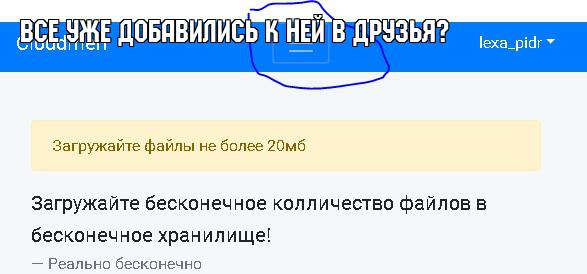 ВСЕ УЖЕ ДОБАВИЛИСЬ К НЕЙ В ДРУЗЬЯ?
lexa_pidr
Загружайте файлы не более 20мб
Загружайте бесконечное колличество файлов в
бесконечное хранилище!
— Реально бесконечно